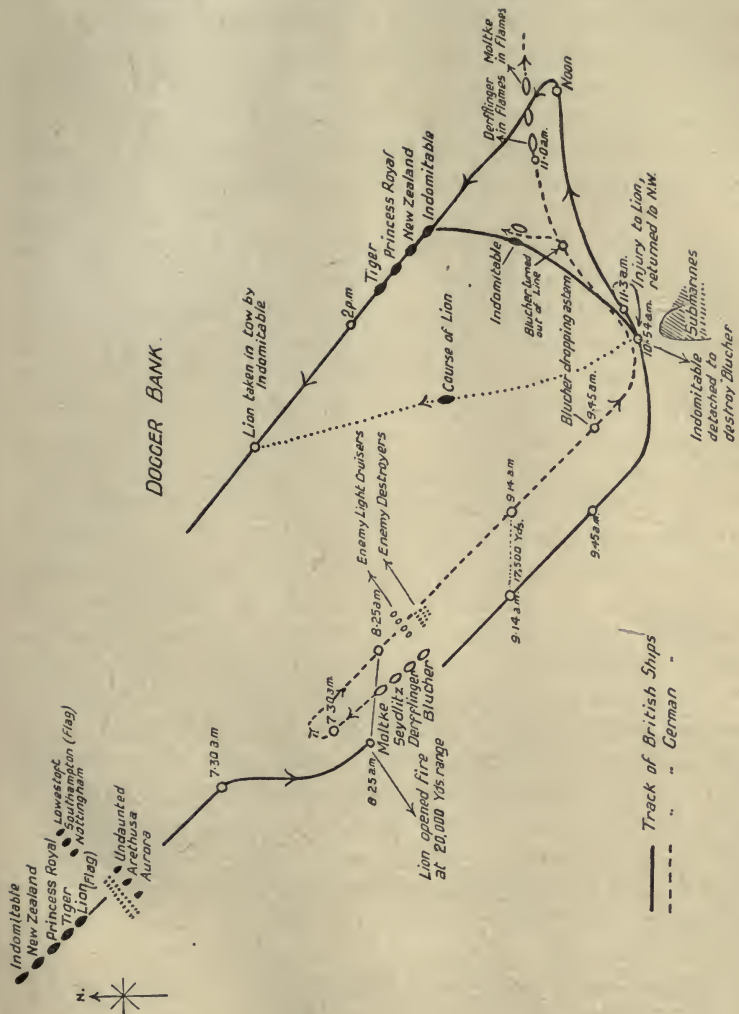 DOGGER BANK.
N.
Indomitable
New Zealand
Princess Royal
Tiger
Lion (Flag)
Lowestoft
Southampton (Flag)
Nottingham
Undaunted
Arethusa
Aurora
7·30 a.m
7.30 a.m.
8·25 a.m.
8·25 a.m.
Lion opened fire
at 20,000 Yds. range
Moltke
Seydlitz
Derfflinger
Blucher
Enemy Light Cruisers
Enemy Destroyers
9·14 a.m.
17,500 Yds.
9·14 a.m
9.45 a.m.
9.45 a.m.
Blucher dropping astern
Lion taken in tow by
Indomitable
Course of Lion
2 p.m
Tiger
Princess Royal
New Zealand
Indomitable
Indomitable
Blucher turned
out of Line
Derfflinger
in flames
Moltke
in flames
11·0 a.m.
Noon
11·3 a.m.
Injury to Lion,
returned to N.W.
10·54 a.m.
Submarines
Indomitable
detached to
destroy Blucher
Track of British Ships
" " German "